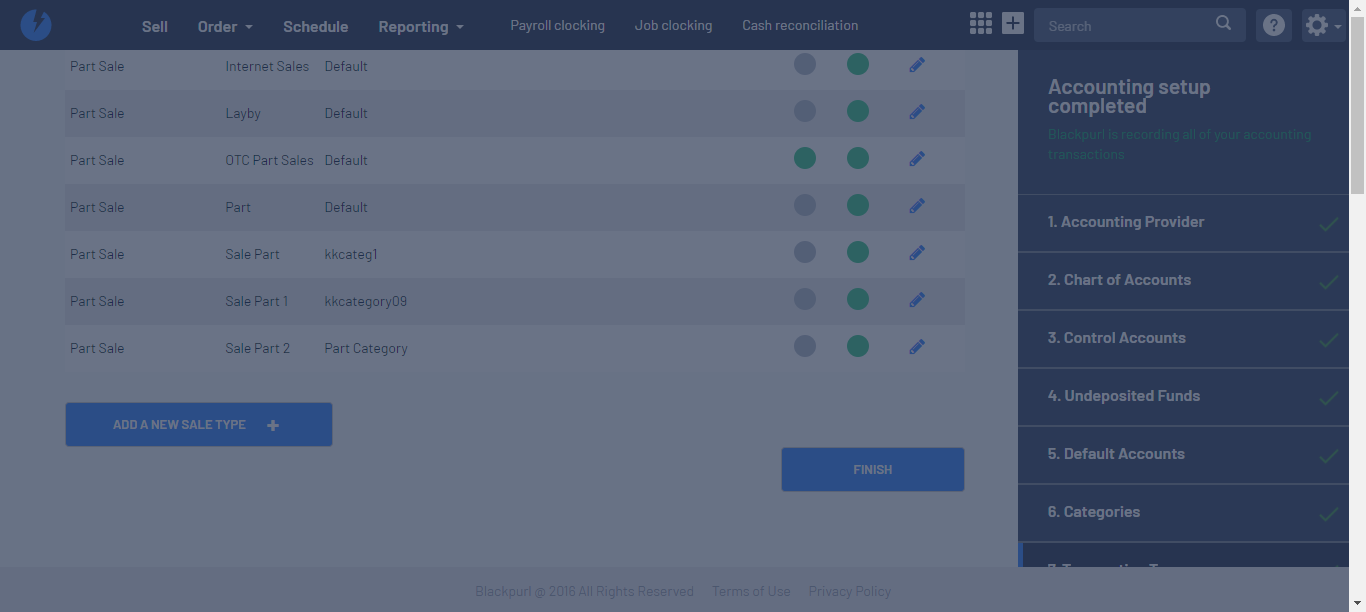 Sell Order Schedule Reporting Payroll clocking Job clocking Cash reconciliation Search
Part Sale Internet Sales Default
Part Sale Layby Default
Part Sale OTC Part Sales Default
Part Sale Part Default
Part Sale Sale Part kkcateg1
Part Sale Sale Part 1 kkcategory09
Part Sale Sale Part 2 Part Category
ADD A NEW SALE TYPE
FINISH
Accounting setup
completed
Blackpurl is recording all of your accounting
transactions
1. Accounting Provider
2. Chart of Accounts
3. Control Accounts
4. Undeposited Funds
5. Default Accounts
6. Categories
Blackpurl @ 2016 All Rights Reserved Terms of Use Privacy Policy